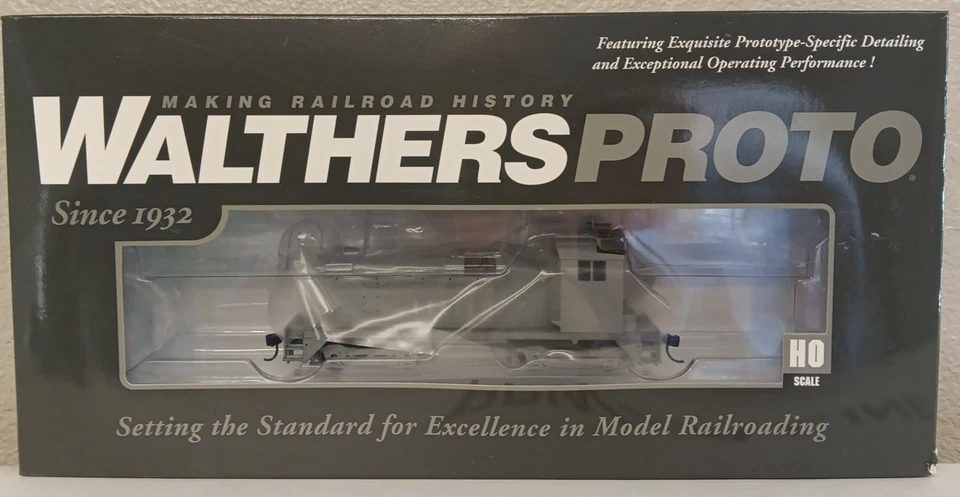 Featuring Exquisite Prototype-Specific Detailing
and Exceptional Operating Performance !
MAKING RAILROAD HISTORY
WALTHERSPROTO®
Since 1932
HO
SCALE
Setting the Standard for Excellence in Model Railroading